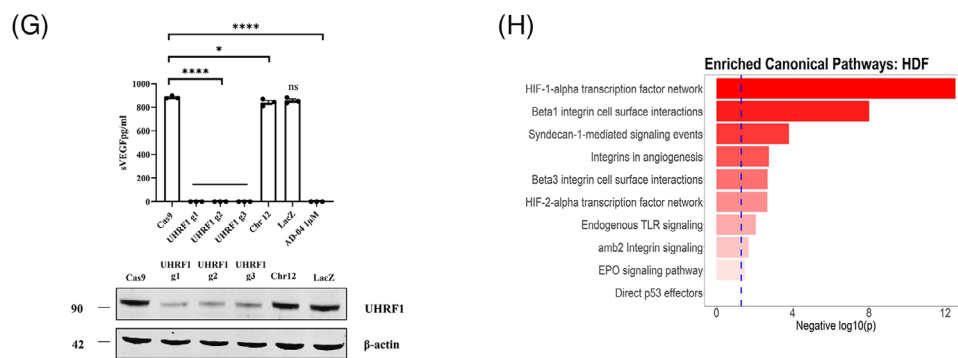 (G)
****
*
****
ns
1000
800
600
400
200
0
sVEGFpg/ml
Cas9
UHRF1 g1
UHRF1 g2
UHRF1 g3
Chr 12
LacZ
AD-04 1µM
Cas9
UHRF1 g1
UHRF1 g2
UHRF1 g3
Chr12
LacZ
90
UHRF1
42
β-actin
(H)
Enriched Canonical Pathways: HDF
HIF-1-alpha transcription factor network
Beta1 integrin cell surface interactions
Syndecan-1-mediated signaling events
Integrins in angiogenesis
Beta3 integrin cell surface interactions
HIF-2-alpha transcription factor network
Endogenous TLR signaling
amb2 Integrin signaling
EPO signaling pathway
Direct p53 effectors
0 4 8 12
Negative log10(p)